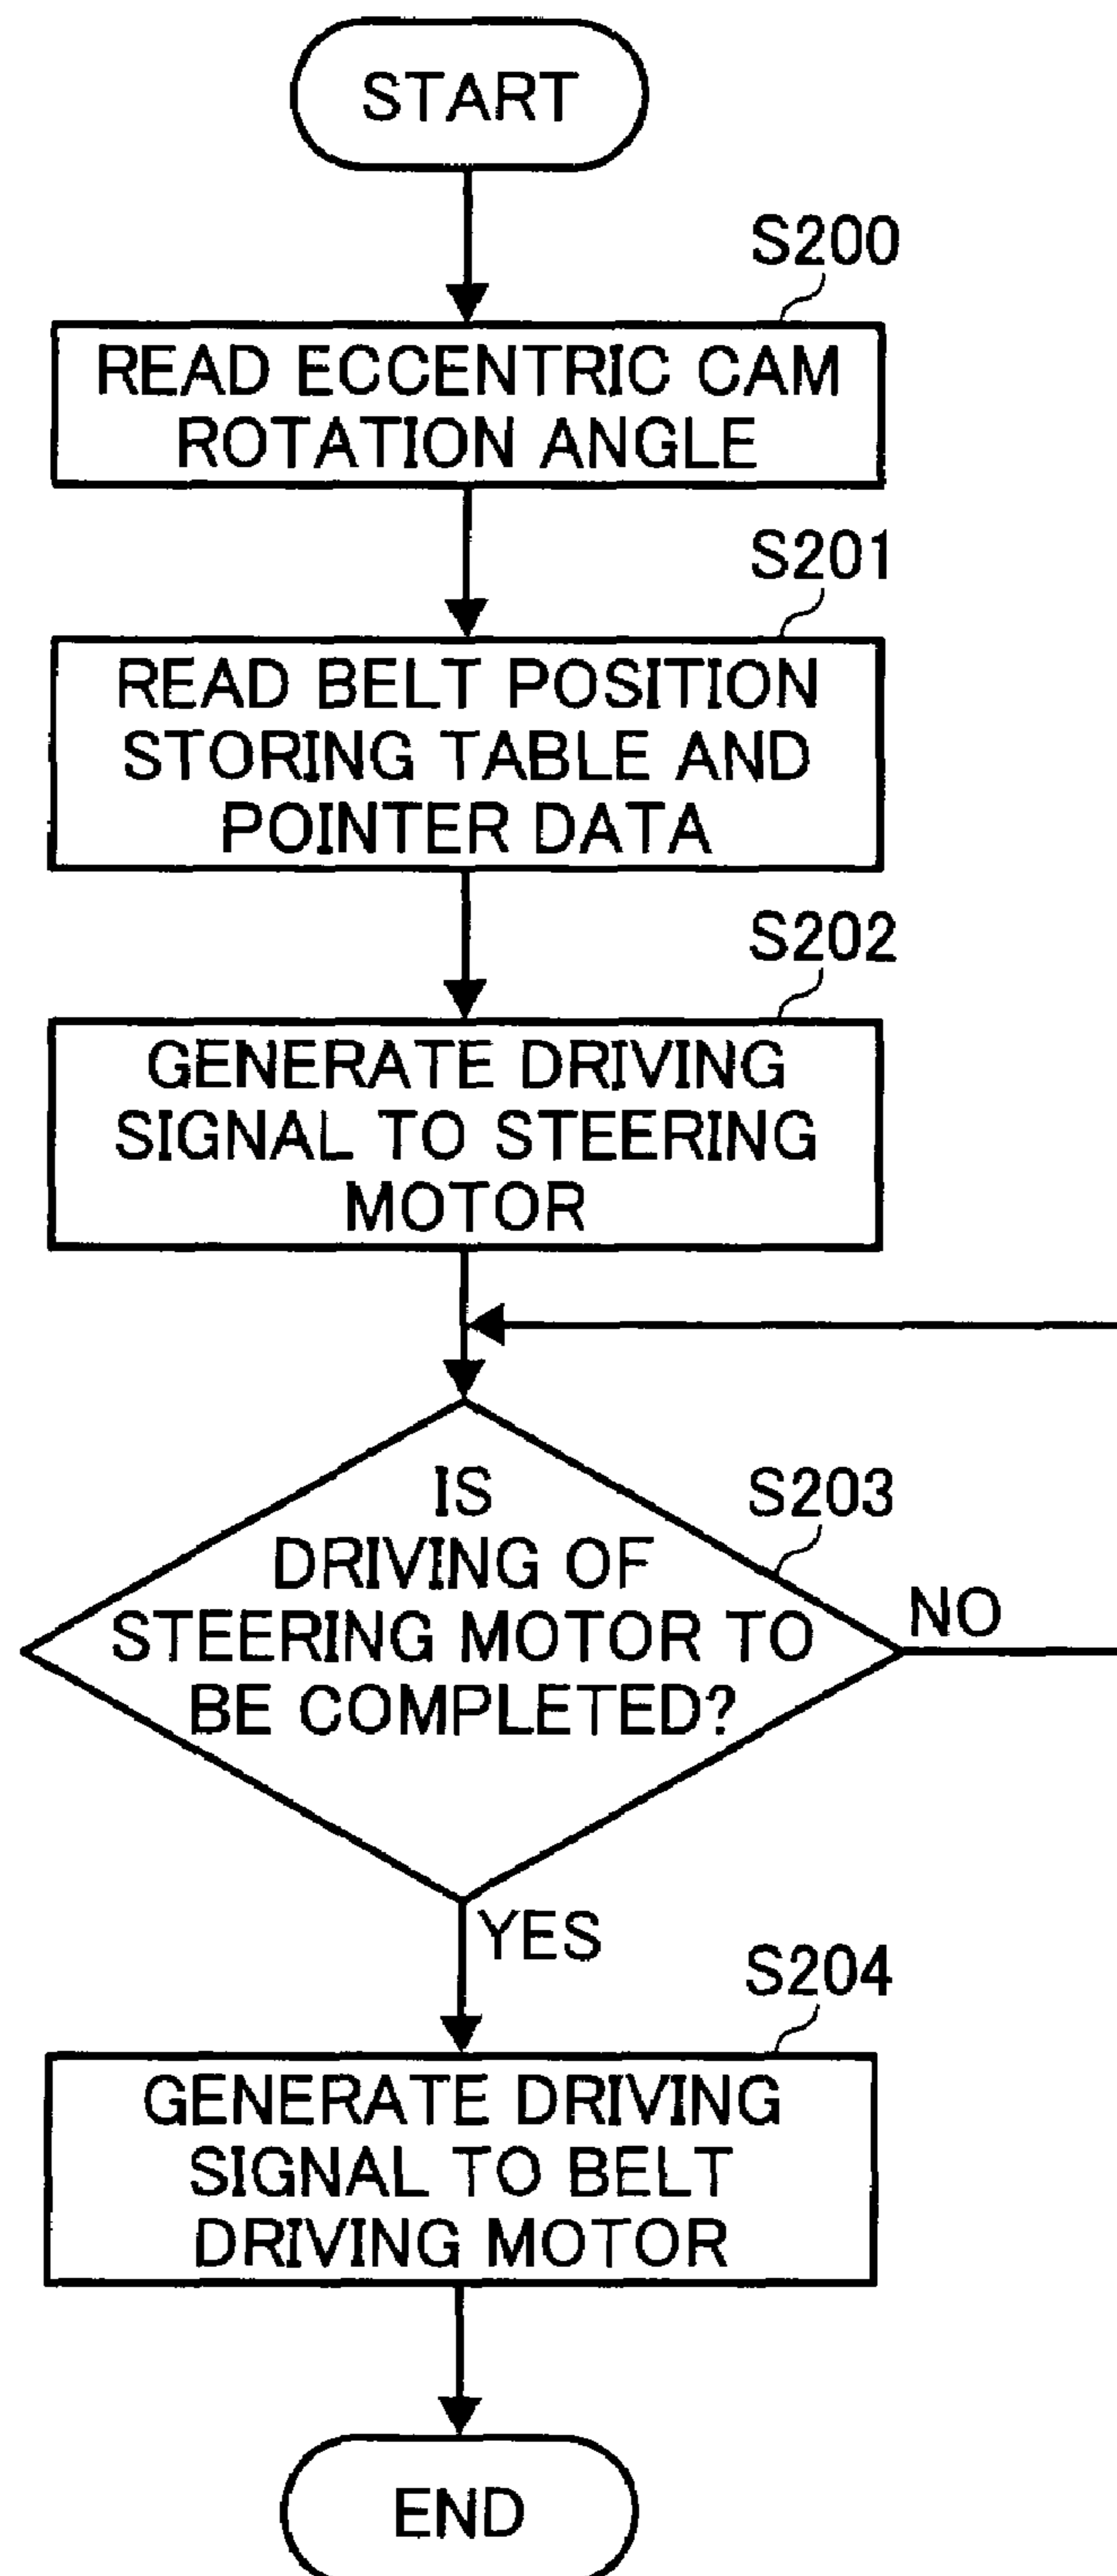 START
S200
READ ECCENTRIC CAM
ROTATION ANGLE
S201
READ BELT POSITION
STORING TABLE AND
POINTER DATA
S202
GENERATE DRIVING
SIGNAL TO STEERING
MOTOR
S203
IS
DRIVING OF
STEERING MOTOR TO
BE COMPLETED?
NO
YES
S204
GENERATE DRIVING
SIGNAL TO BELT
DRIVING MOTOR
END